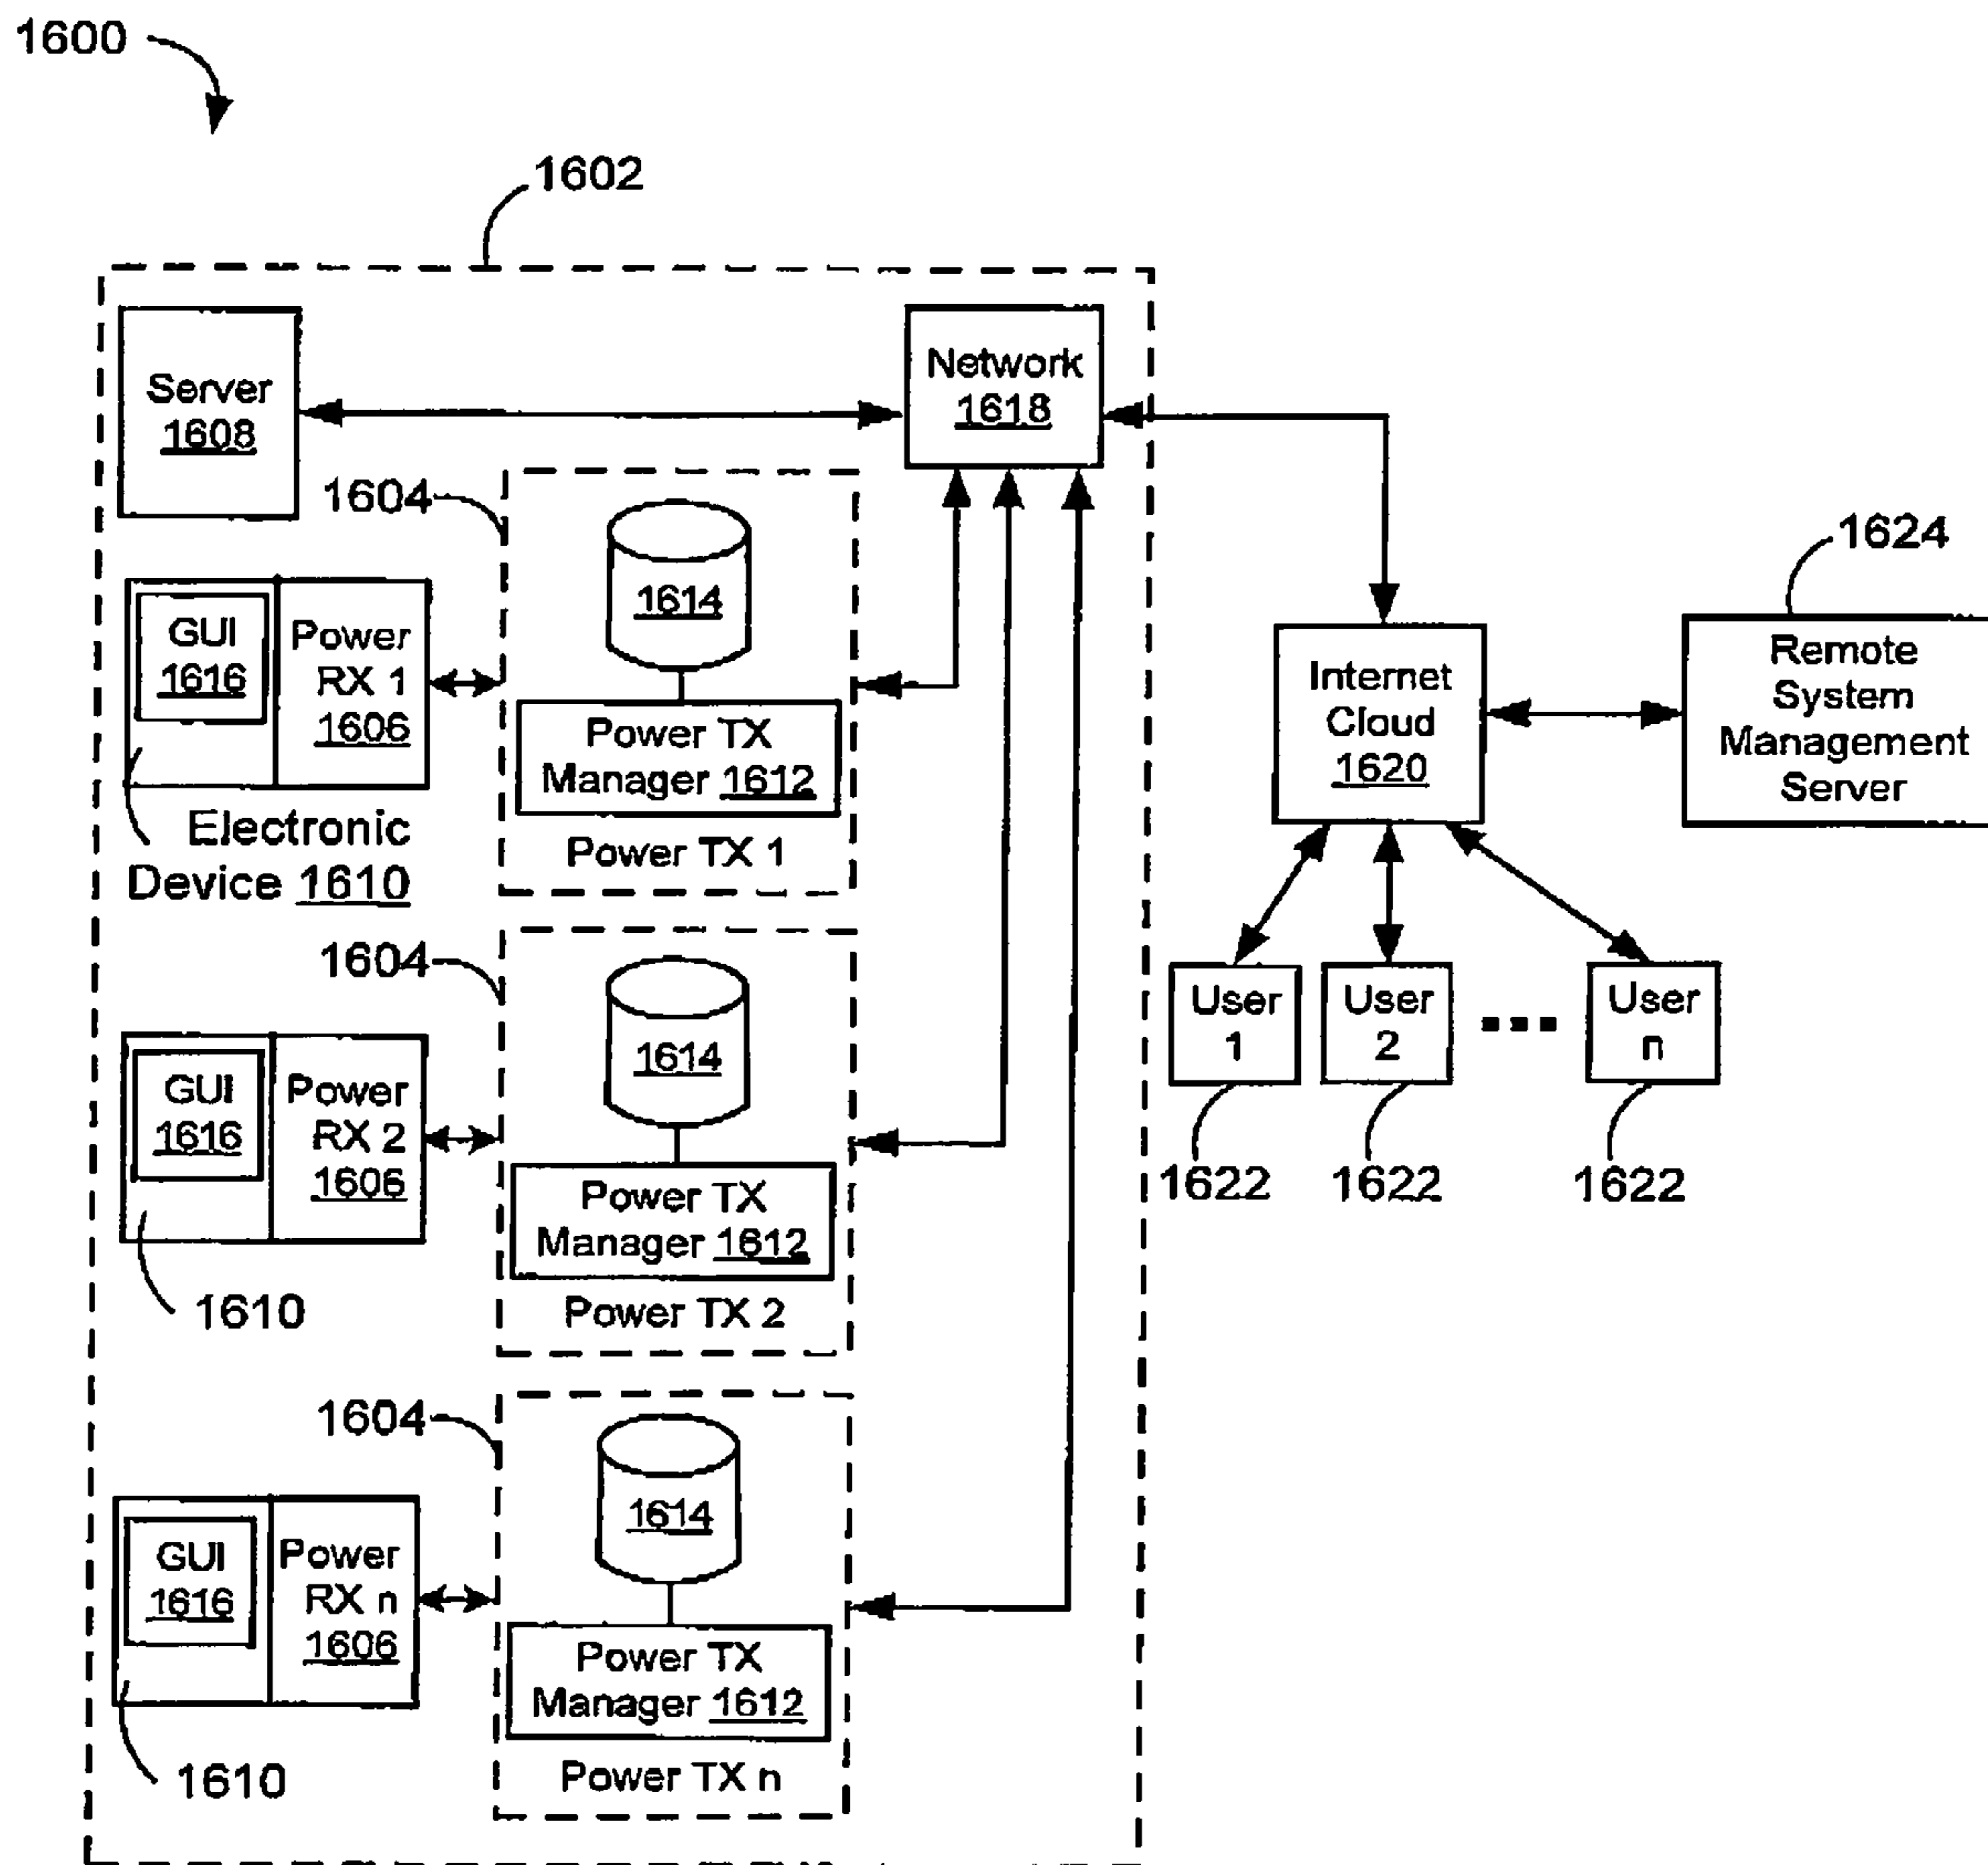 1600
1602
Server
1608
Network
1618
1604
1614
GUI
1616
Power
RX 1
1606
Power TX
Manager 1612
Power TX 1
Electronic
Device 1610
1604
1614
GUI
1616
Power
RX 2
1606
Power TX
Manager 1612
Power TX 2
1610
1604
1614
GUI
1616
Power
RX n
1606
Power TX
Manager 1612
Power TX n
1610
Internet
Cloud
1620
1624
Remote
System
Management
Server
User
1
User
2
User
n
1622
1622
1622